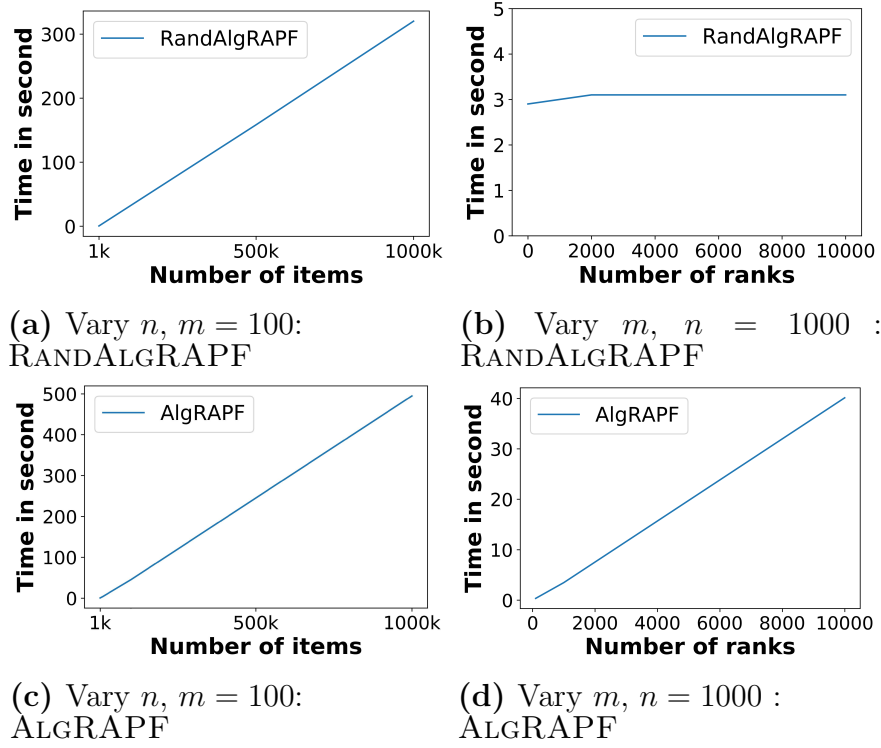 RandAlgRAPF
300
200
100
0
Time in second
1k 500k 1000k
Number of items
(a) Vary n, m = 100:
RANDALGRAPF
RandAlgRAPF
5
4
3
2
1
0
Time in second
0 2000 4000 6000 8000 10000
Number of ranks
(b) Vary m, n = 1000 :
RANDALGRAPF
AlgRAPF
500
400
300
200
100
0
Time in second
1k 500k 1000k
Number of items
(c) Vary n, m = 100:
ALGRAPF
AlgRAPF
40
30
20
10
0
Time in second
0 2000 4000 6000 8000 10000
Number of ranks
(d) Vary m, n = 1000 :
ALGRAPF